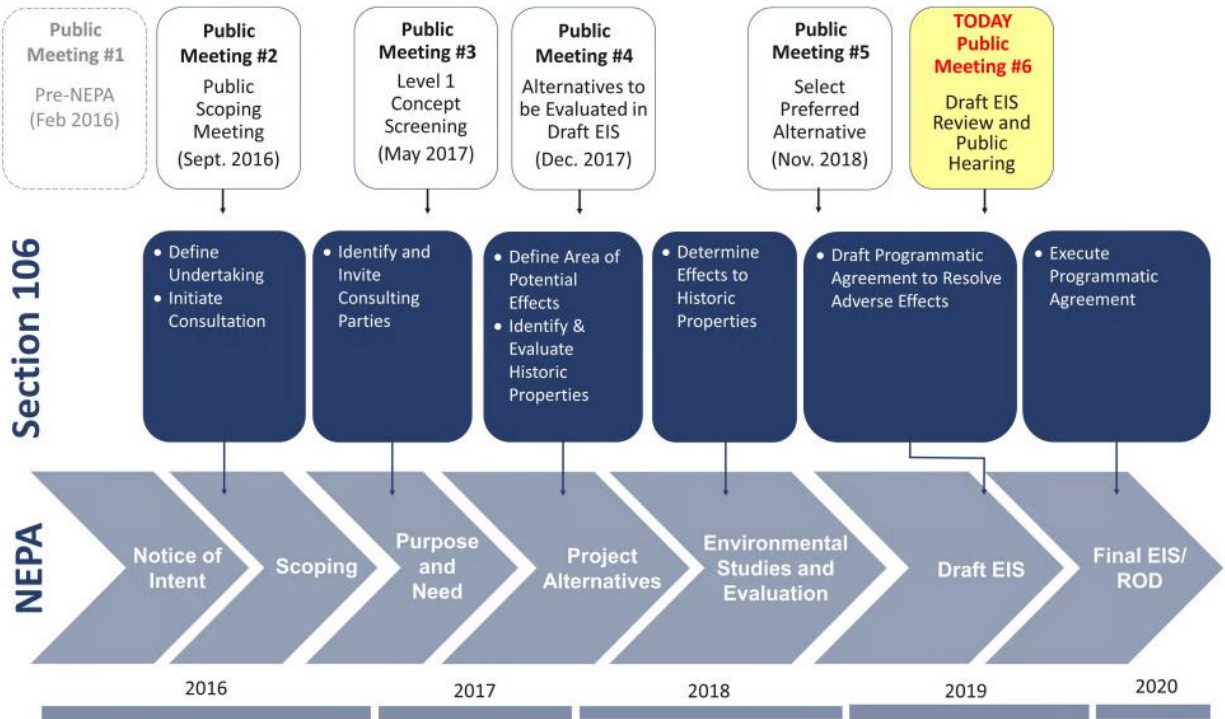 Public
Meeting #1
Pre-NEPA
(Feb 2016)
Public
Meeting #2
Public
Scoping
Meeting
(Sept. 2016)
Public
Meeting #3
Level 1
Concept
Screening
(May 2017)
Public
Meeting #4
Alternatives to
be Evaluated in
Draft EIS
(Dec. 2017)
Public
Meeting #5
Select
Preferred
Alternative
(Nov. 2018)
TODAY
Public
Meeting #6
Draft EIS
Review and
Public
Hearing
Section 106
• Define
Undertaking
• Initiate
Consultation
• Identify and
Invite
Consulting
Parties
• Define Area of
Potential
Effects
• Identify &
Evaluate
Historic
Properties
• Determine
Effects to
Historic
Properties
• Draft Programmatic
Agreement to Resolve
Adverse Effects
• Execute
Programmatic
Agreement
NEPA
Notice of
Intent
Scoping
Purpose
and
Need
Project
Alternatives
Environmental
Studies and
Evaluation
Draft EIS
Final EIS/
ROD
2016
2017
2018
2019
2020